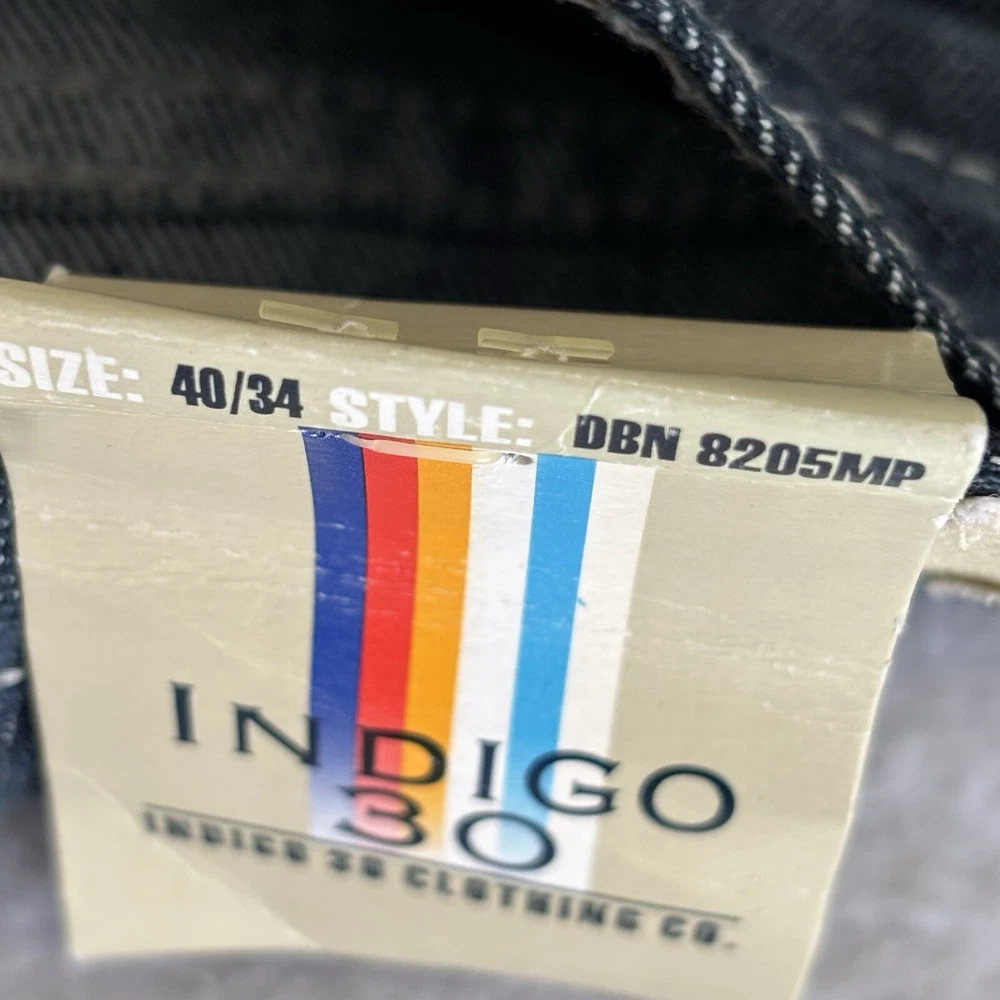 SIZE: 40/34 STYLE: DBN 8205MP
INDIGO
30
INDIGO 30 CLOTHING CO.